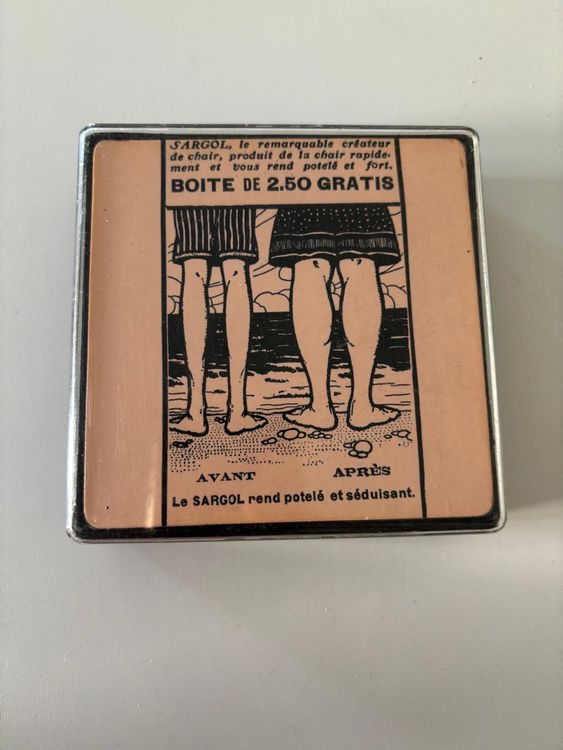 SARGOL, le remarquable créateur
de chair, produit de la chair rapide-
ment et vous rend potelé et fort.
BOITE DE 2.50 GRATIS
AVANT APRÈS
Le SARGOL rend potelé et séduisant.